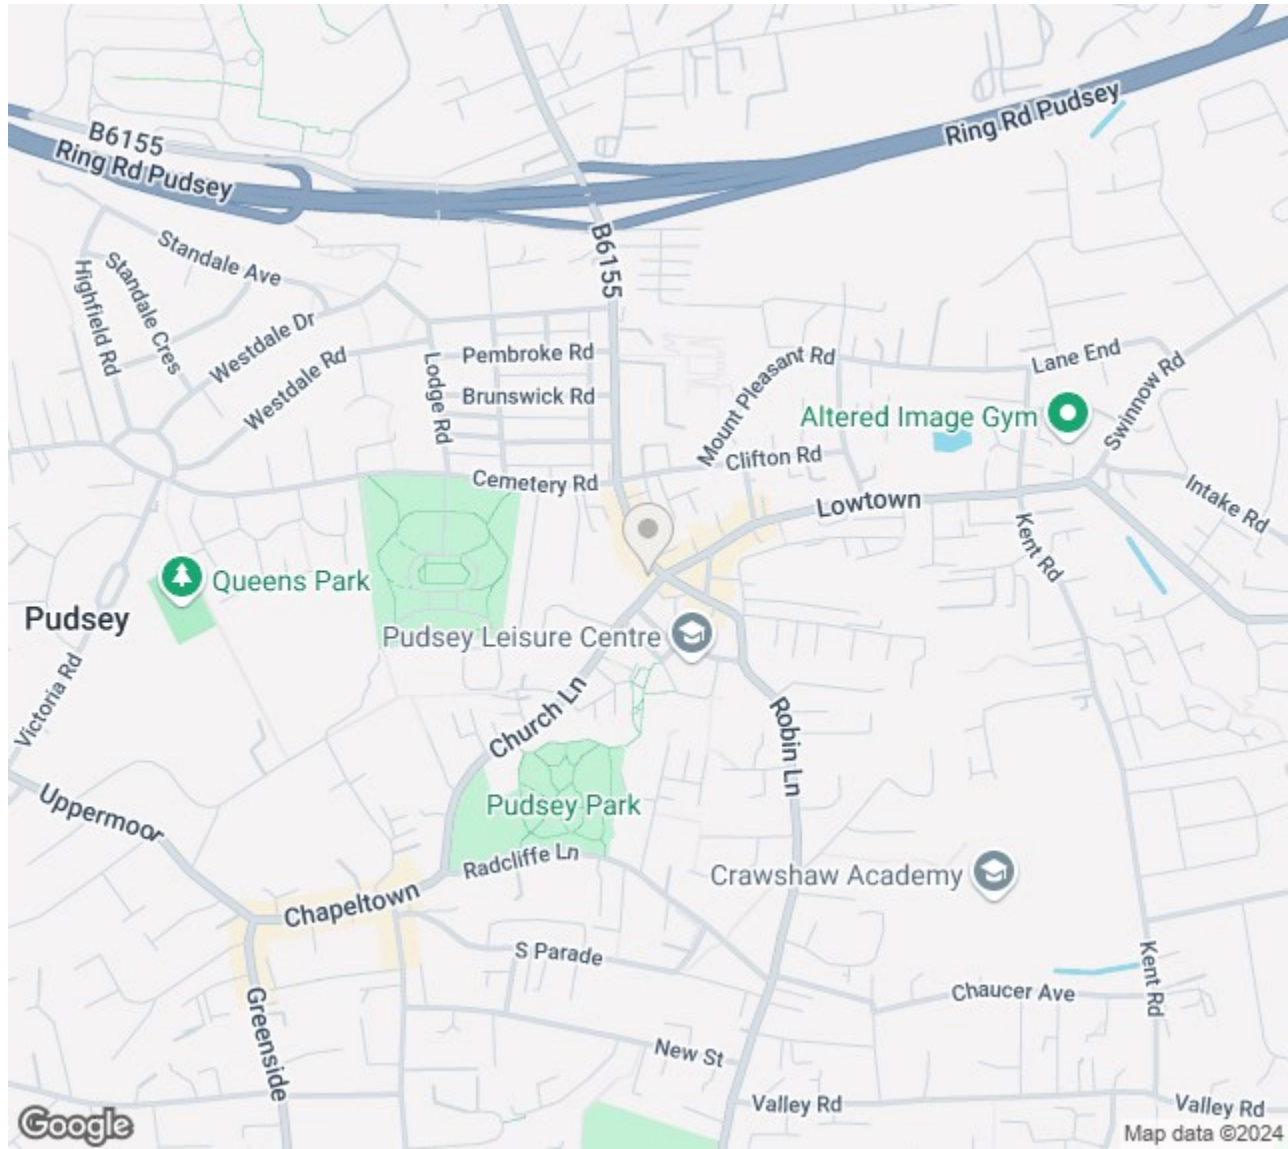 B6155
Ring Rd Pudsey
Ring Rd Pudsey
B6155
Standale Ave
Standale Cres
Highfield Rd
Westdale Dr
Westdale Rd
Lodge Rd
Pembroke Rd
Brunswick Rd
Mount Pleasant Rd
Lane End
Swinnow Rd
Altered Image Gym
Clifton Rd
Cemetery Rd
Lowtown
Intake Rd
Kent Rd
Queens Park
Pudsey
Pudsey Leisure Centre
Victoria Rd
Church Ln
Robin Ln
Uppermoor
Pudsey Park
Radcliffe Ln
Crawshaw Academy
Chapeltown
S Parade
Kent Rd
Chaucer Ave
Greenside
New St
Valley Rd
Valley Rd
Google
Map data ©2024